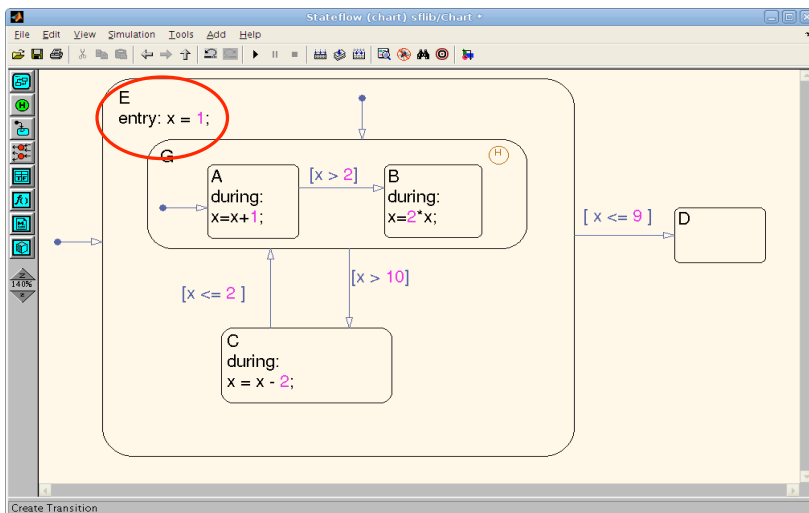 Stateflow (chart) sflib/Chart *
File Edit View Simulation Tools Add Help
E
entry: x = 1;
G
H
A
during:
x=x+1;
[x > 2]
B
during:
x=2*x;
[ x <= 9 ]
D
[x <= 2 ]
[x > 10]
C
during:
x = x - 2;
z
140%
z
Create Transition